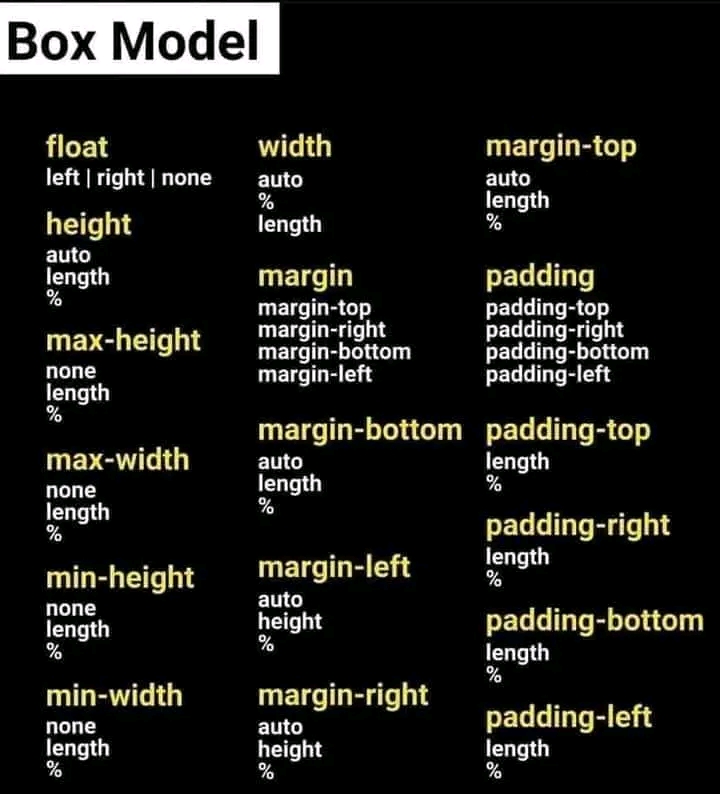 Box Model
float
left | right | none
height
auto
length
%
max-height
none
length
%
max-width
none
length
%
min-height
none
length
%
min-width
none
length
%
width
auto
%
length
margin
margin-top
margin-right
margin-bottom
margin-left
margin-bottom
auto
length
%
margin-left
auto
height
%
margin-right
auto
height
%
margin-top
auto
length
%
padding
padding-top
padding-right
padding-bottom
padding-left
padding-top
length
%
padding-right
length
%
padding-bottom
length
%
padding-left
length
%